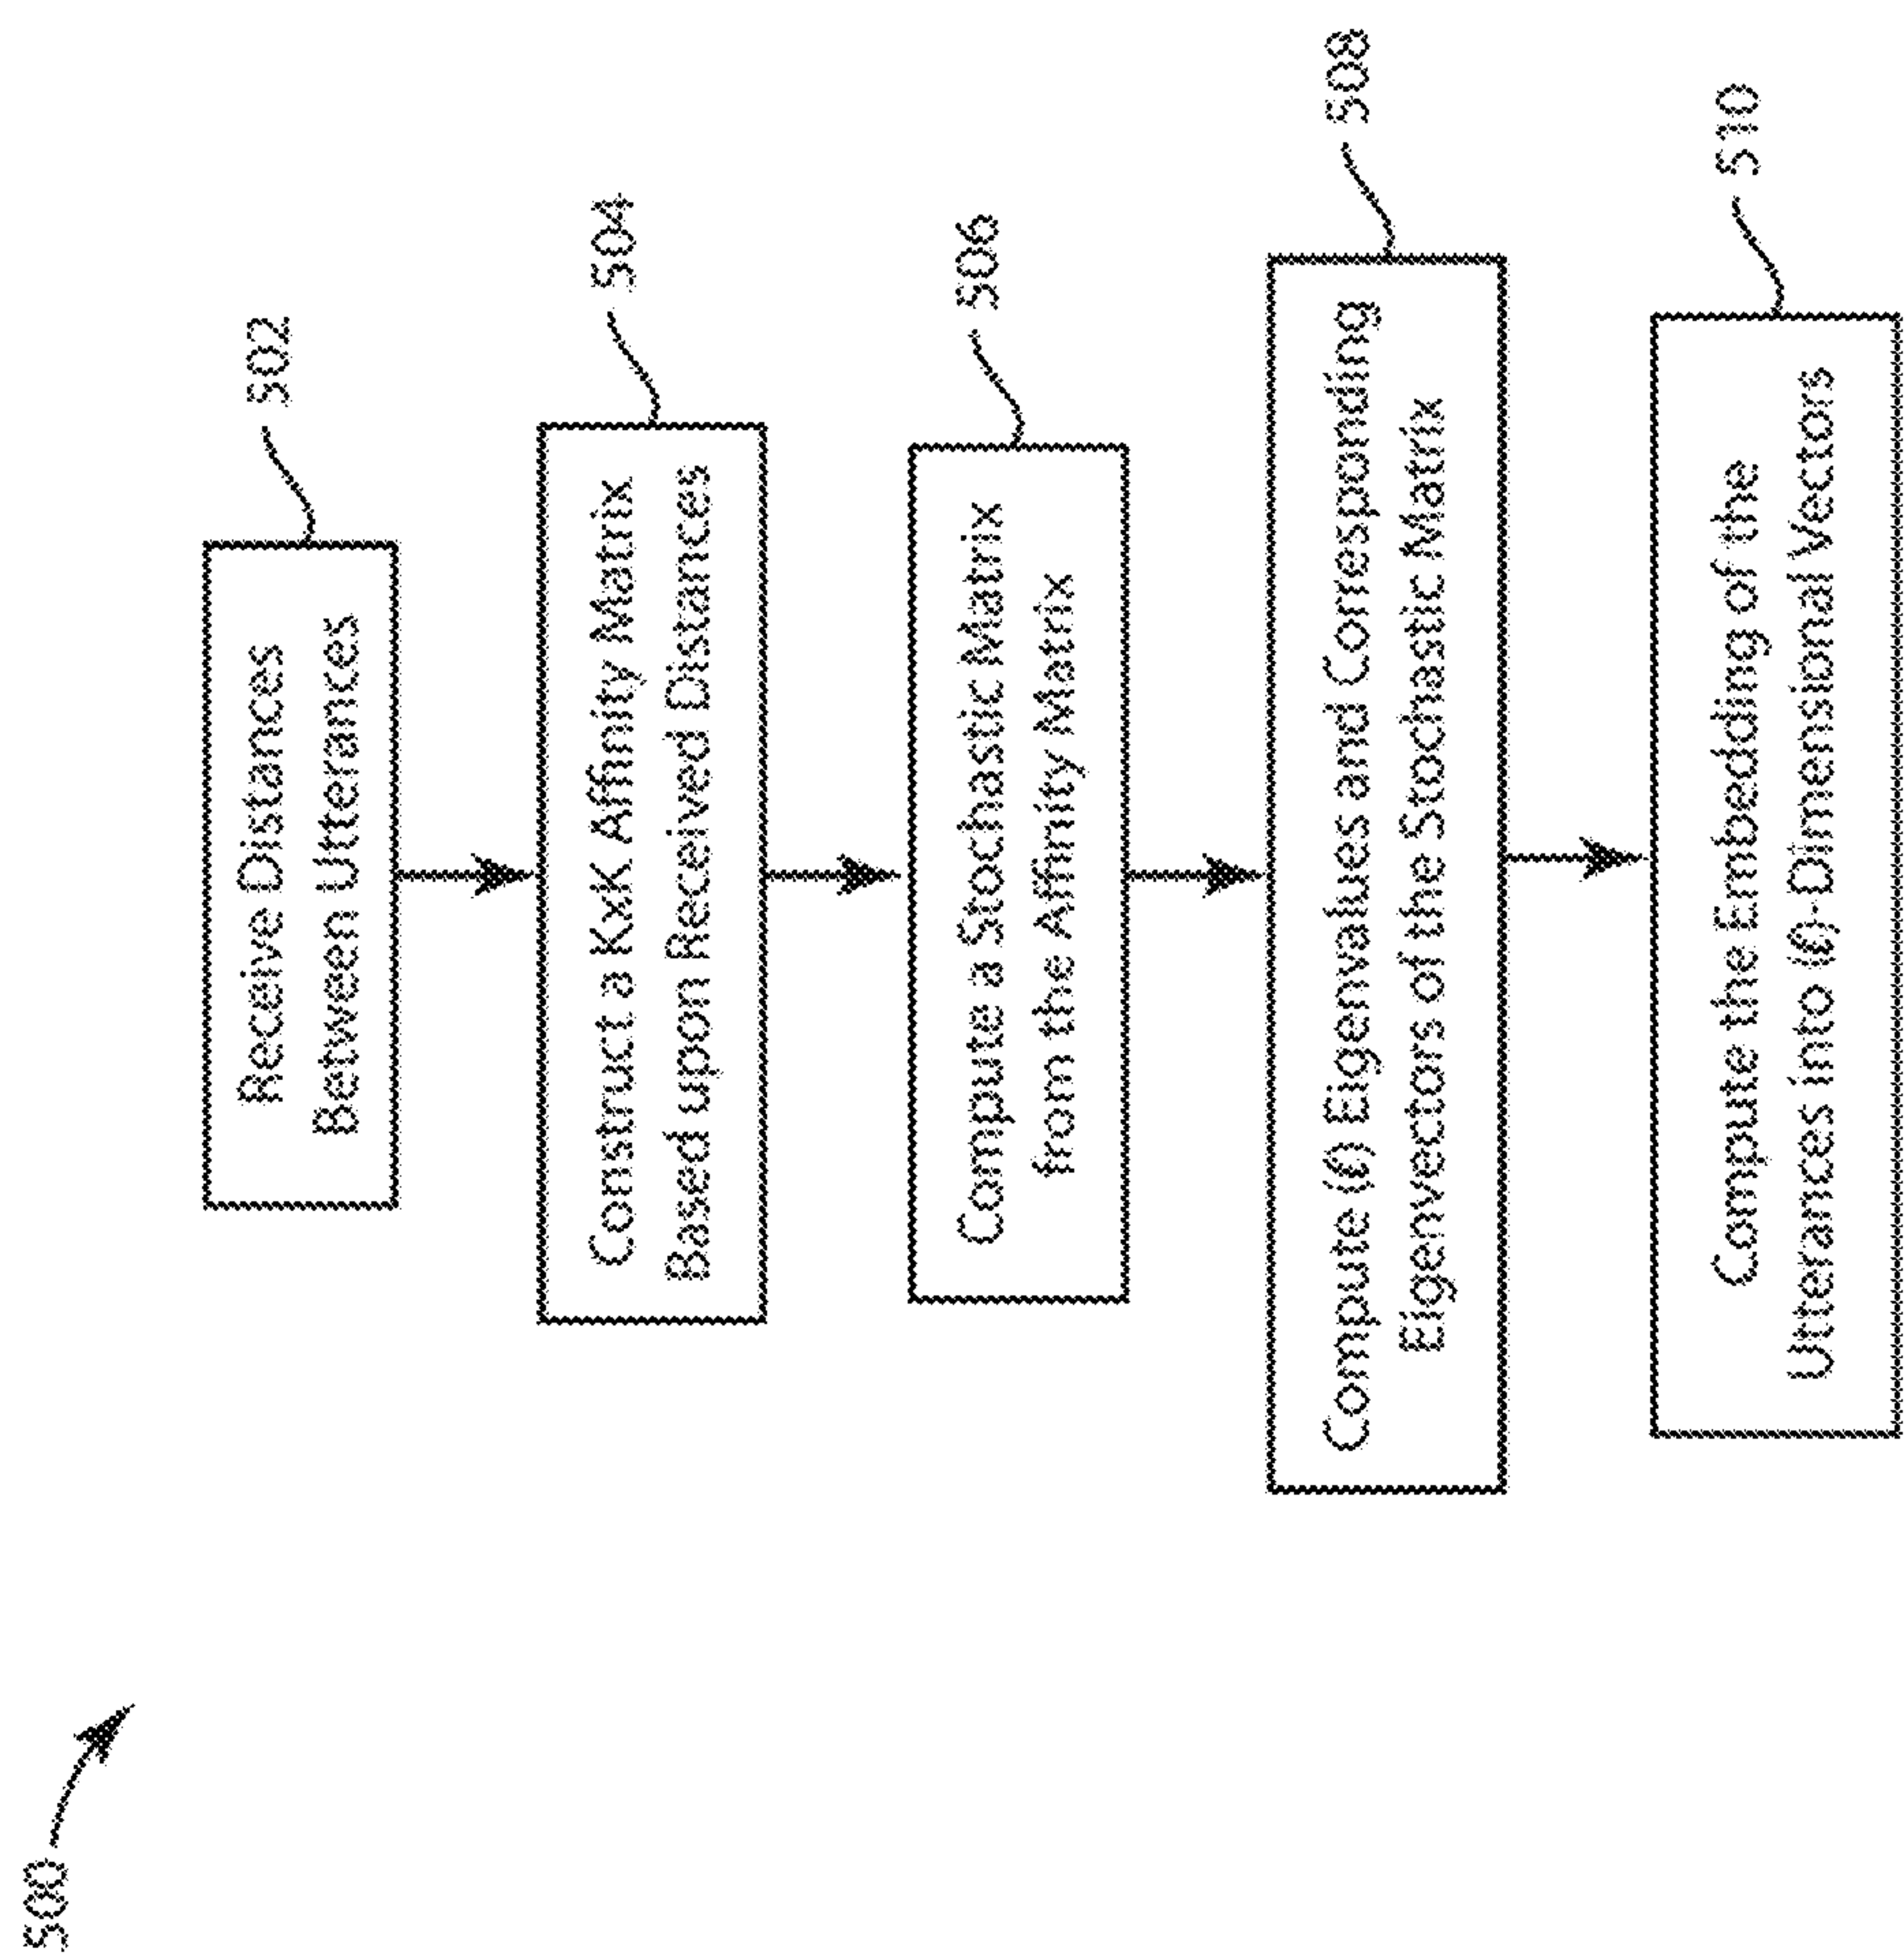 500
502
Receive Distances
Between Utterances
504
Construct a KxK Affinity Matrix
Based upon Received Distances
506
Compute a Stochastic Matrix
from the Affinity Matrix
508
Compute (ℓ) Eigenvalues and Corresponding
Eigenvectors of the Stochastic Matrix
510
Compute the Embedding of the
Utterances into (ℓ)-Dimensional Vectors